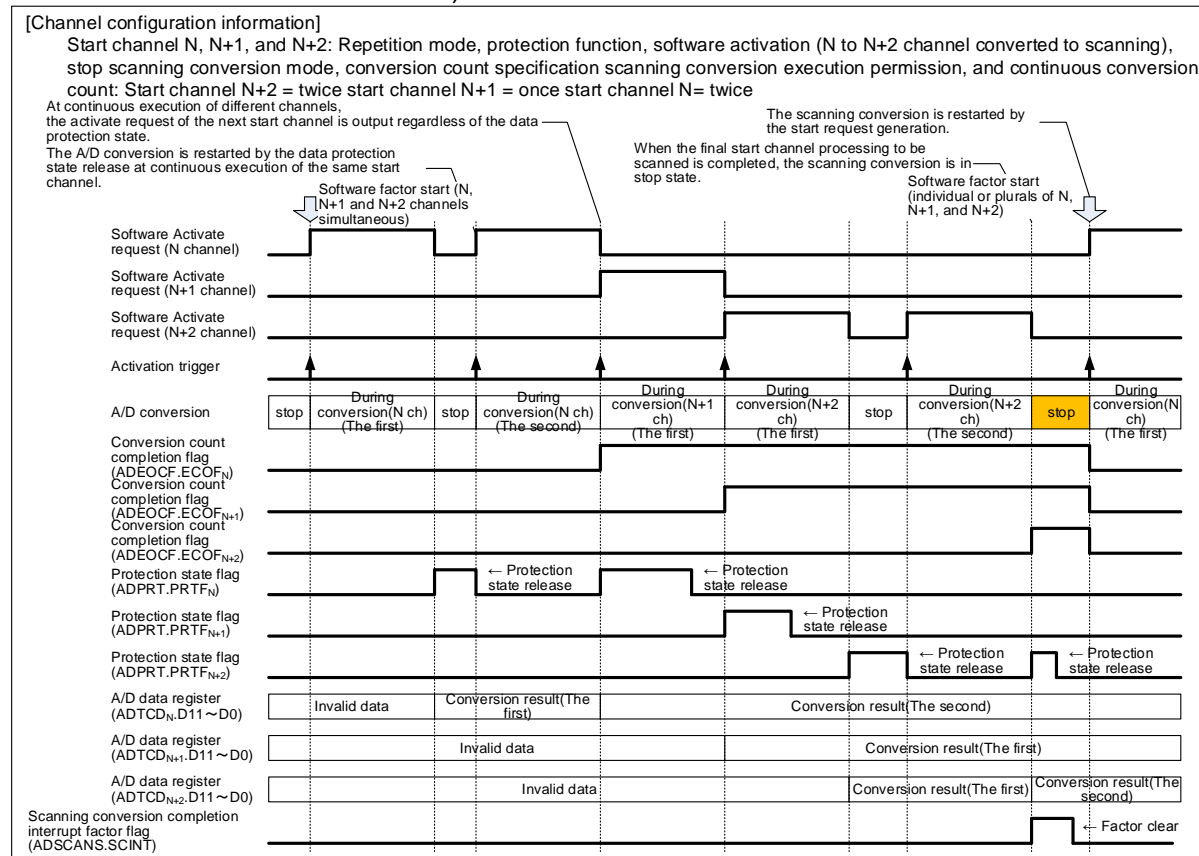 [Channel configuration information]
Start channel N, N+1, and N+2: Repetition mode, protection function, software activation (N to N+2 channel converted to scanning),
stop scanning conversion mode, conversion count specification scanning conversion execution permission, and continuous conversion
count: Start channel N+2 = twice start channel N+1 = once start channel N= twice
At continuous execution of different channels,
the activate request of the next start channel is output regardless of the data
protection state.
The A/D conversion is restarted by the data protection
state release at continuous execution of the same start
channel.
Software factor start (N,
N+1 and N+2 channels
simultaneous)
The scanning conversion is restarted by
the start request generation.
When the final start channel processing to be
scanned is completed, the scanning conversion is in
stop state.
Software factor start
(individual or plurals of N,
N+1, and N+2)
Software Activate
request (N channel)
Software Activate
request (N+1 channel)
Software Activate
request (N+2 channel)
Activation trigger
A/D conversion
stop
During
conversion(N ch)
(The first)
stop
During
conversion(N ch)
(The second)
During
conversion(N+1
ch)
(The first)
During
conversion(N+2
ch)
(The first)
stop
During
conversion(N+2
ch)
(The second)
stop
During
conversion(N
ch)
(The first)
Conversion count
completion flag
(ADEOCF.ECOFN)
Conversion count
completion flag
(ADEOCF.ECOFN+1)
Conversion count
completion flag
(ADEOCF.ECOFN+2)
Protection state flag
(ADPRT.PRTFN)
← Protection
state release
← Protection
state release
Protection state flag
(ADPRT.PRTFN+1)
← Protection
state release
Protection state flag
(ADPRT.PRTFN+2)
← Protection
state release
← Protection
state release
A/D data register
(ADTCDN.D11～D0)
Invalid data
Conversion result(The
first)
Conversion result(The second)
A/D data register
(ADTCDN+1.D11～D0)
Invalid data
Conversion result(The first)
A/D data register
(ADTCDN+2.D11～D0)
Invalid data
Conversion result(The first)
Conversion result(The
second)
Scanning conversion completion
interrupt factor flag
(ADSCANS.SCINT)
← Factor clear